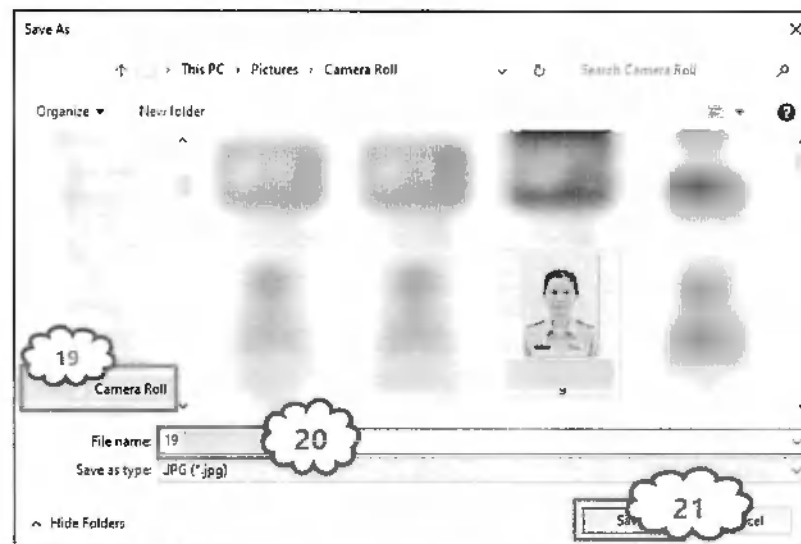 Save As
This PC › Pictures › Camera Roll
Search Camera Roll
Organize
New folder
19
Camera Roll
File name: 19
20
Save as type: JPG (*.jpg)
21
Hide Folders